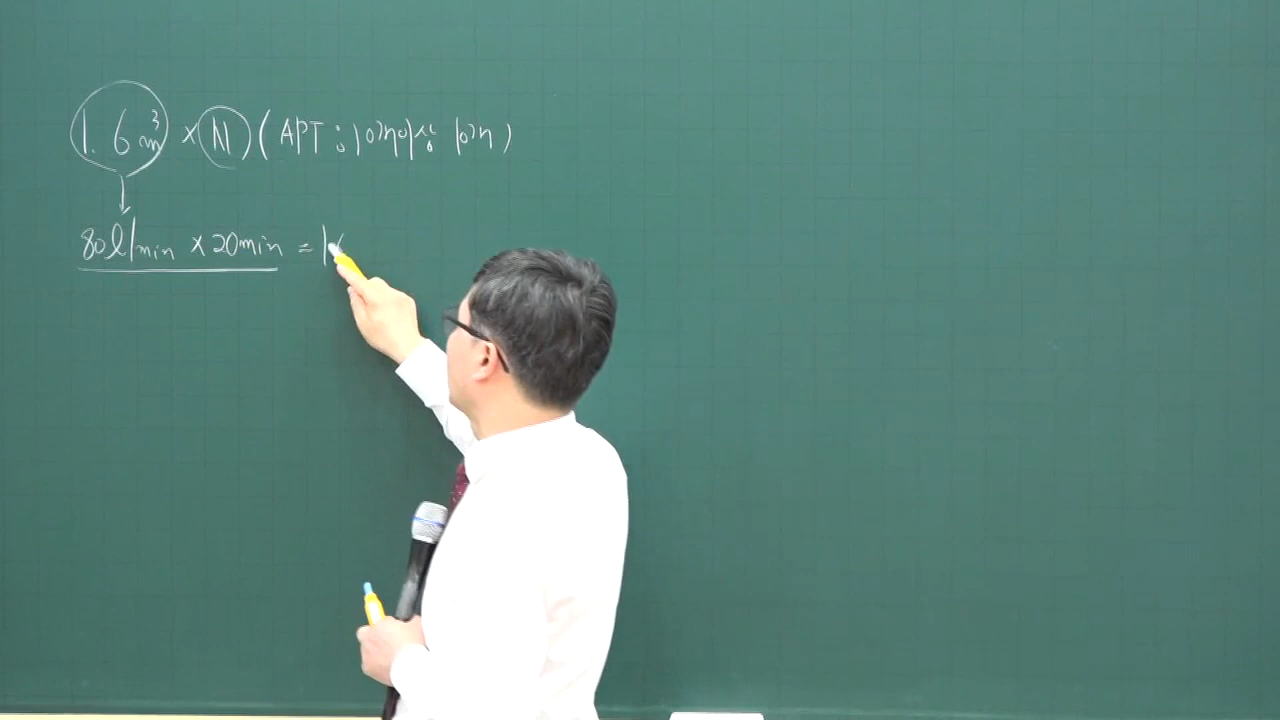 1.6m³ × N (APT : 10개이상 : 10개)
80l/min × 20min = 1